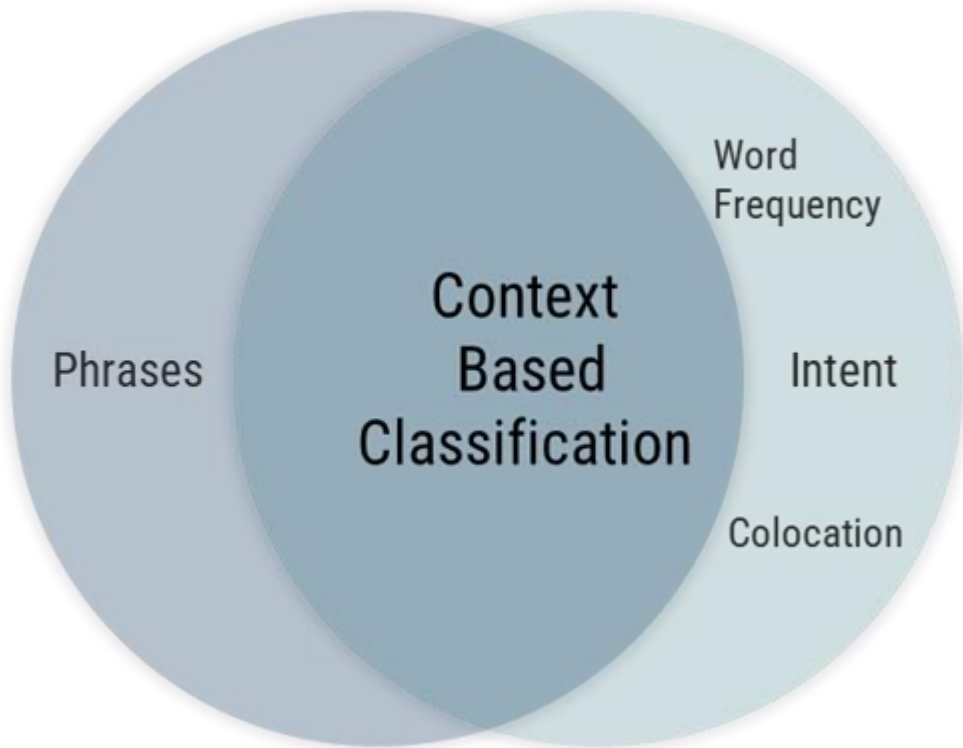 Phrases
Context
Based
Classification
Word
Frequency
Intent
Colocation